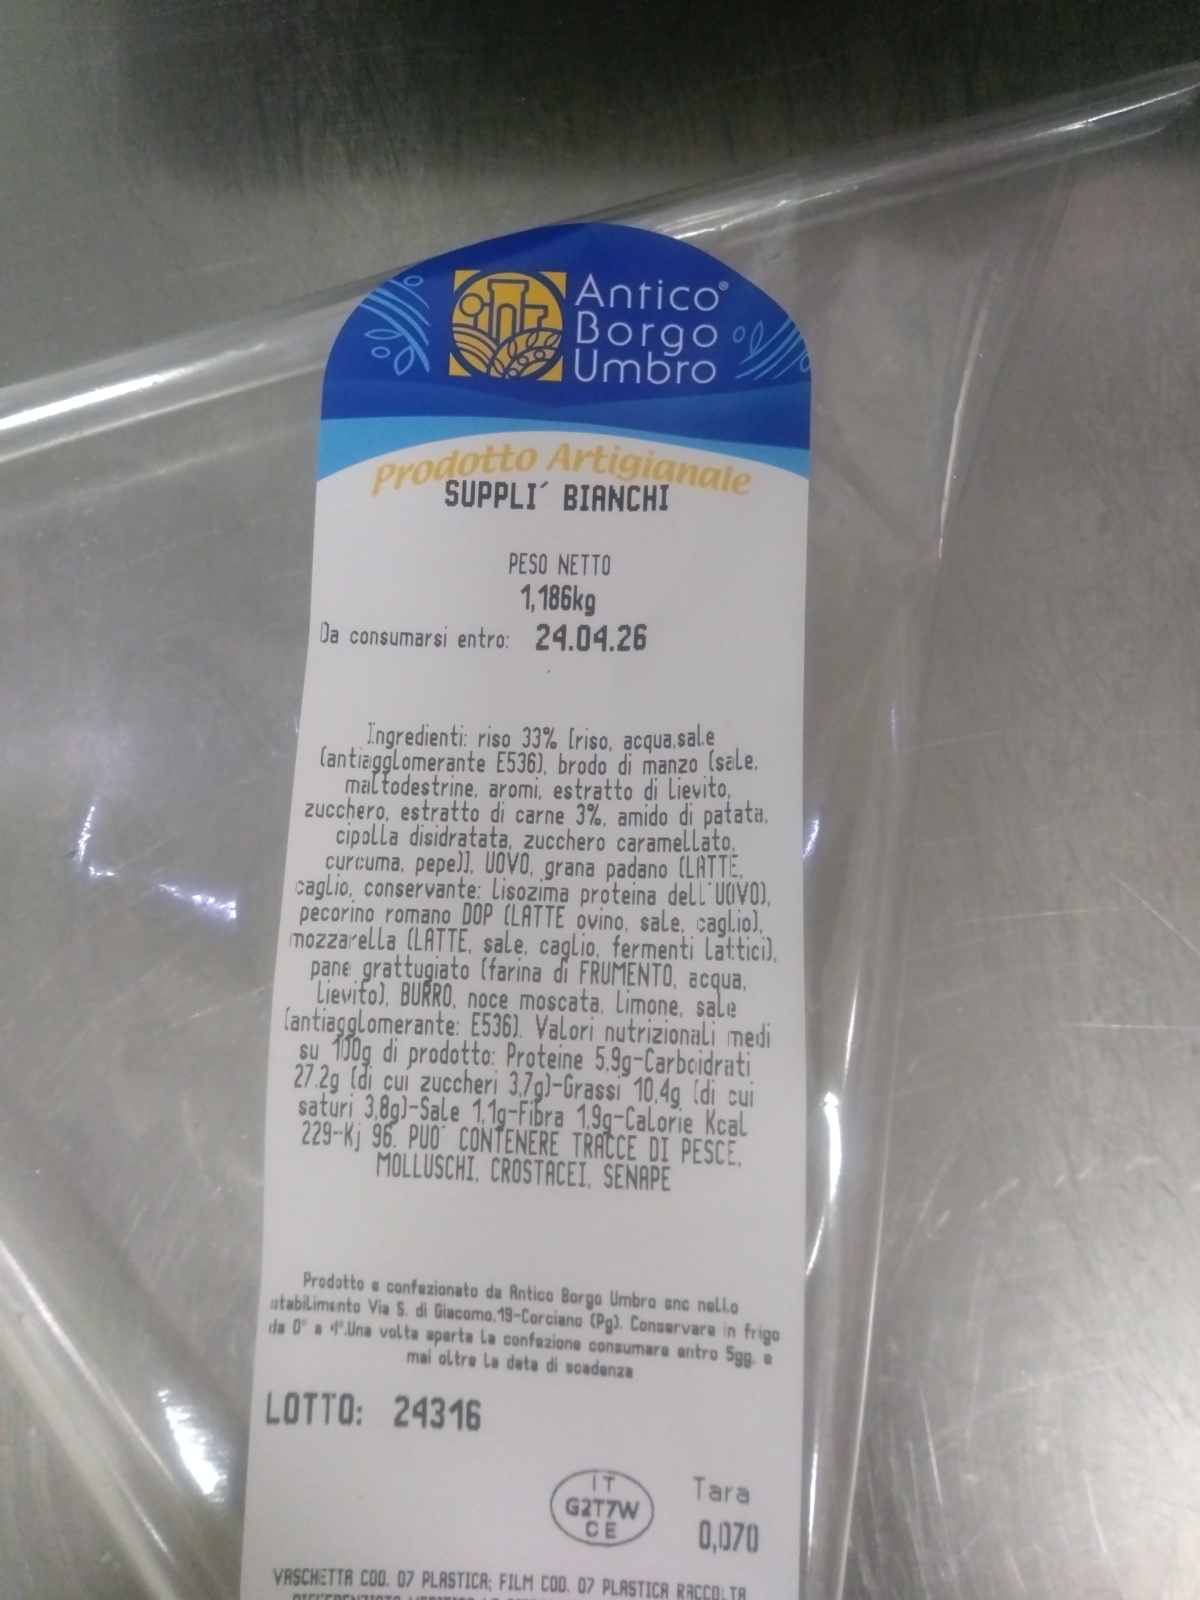 Antico®
Borgo
Umbro
Prodotto Artigianale
SUPPLI´ BIANCHI
PESO NETTO
1,186kg
Da consumarsi entro: 24.04.26
Ingredienti: riso 33% [riso, acqua,sale
(antiagglomerante E536), brodo di manzo (sale,
maltodestrine, aromi, estratto di lievito,
zucchero, estratto di carne 3%, amido di patata,
cipolla disidratata, zucchero caramellato,
curcuma, pepe)], UOVO, grana padano (LATTE,
caglio, conservante: lisozima proteina dell´UOVO),
pecorino romano DOP (LATTE ovino, sale, caglio),
mozzarella (LATTE, sale, caglio, fermenti lattici),
pane grattugiato (farina di FRUMENTO, acqua,
lievito), BURRO, noce moscata, limone, sale
(antiagglomerante: E536). Valori nutrizionali medi
su 100g di prodotto: Proteine 5,9g-Carboidrati
27,2g (di cui zuccheri 3,7g)-Grassi 10,4g (di cui
saturi 3,8g)-Sale 1,1g-Fibra 1,9g-Calorie Kcal
229-Kj 96. PUO´ CONTENERE TRACCE DI PESCE,
MOLLUSCHI, CROSTACEI, SENAPE
Prodotto e confezionato da Antico Borgo Umbro snc nello
stabilimento Via S. di Giacomo,19-Corciano (Pg). Conservare in frigo
da 0° a 4°.Una volta aperta la confezione consumare entro 5gg. e
mai oltre la data di scadenza
LOTTO: 24316
IT
G2T7W
CE
Tara
0,070
VASCHETTA COD. 07 PLASTICA; FILM COD. 07 PLASTICA RACCOLTA